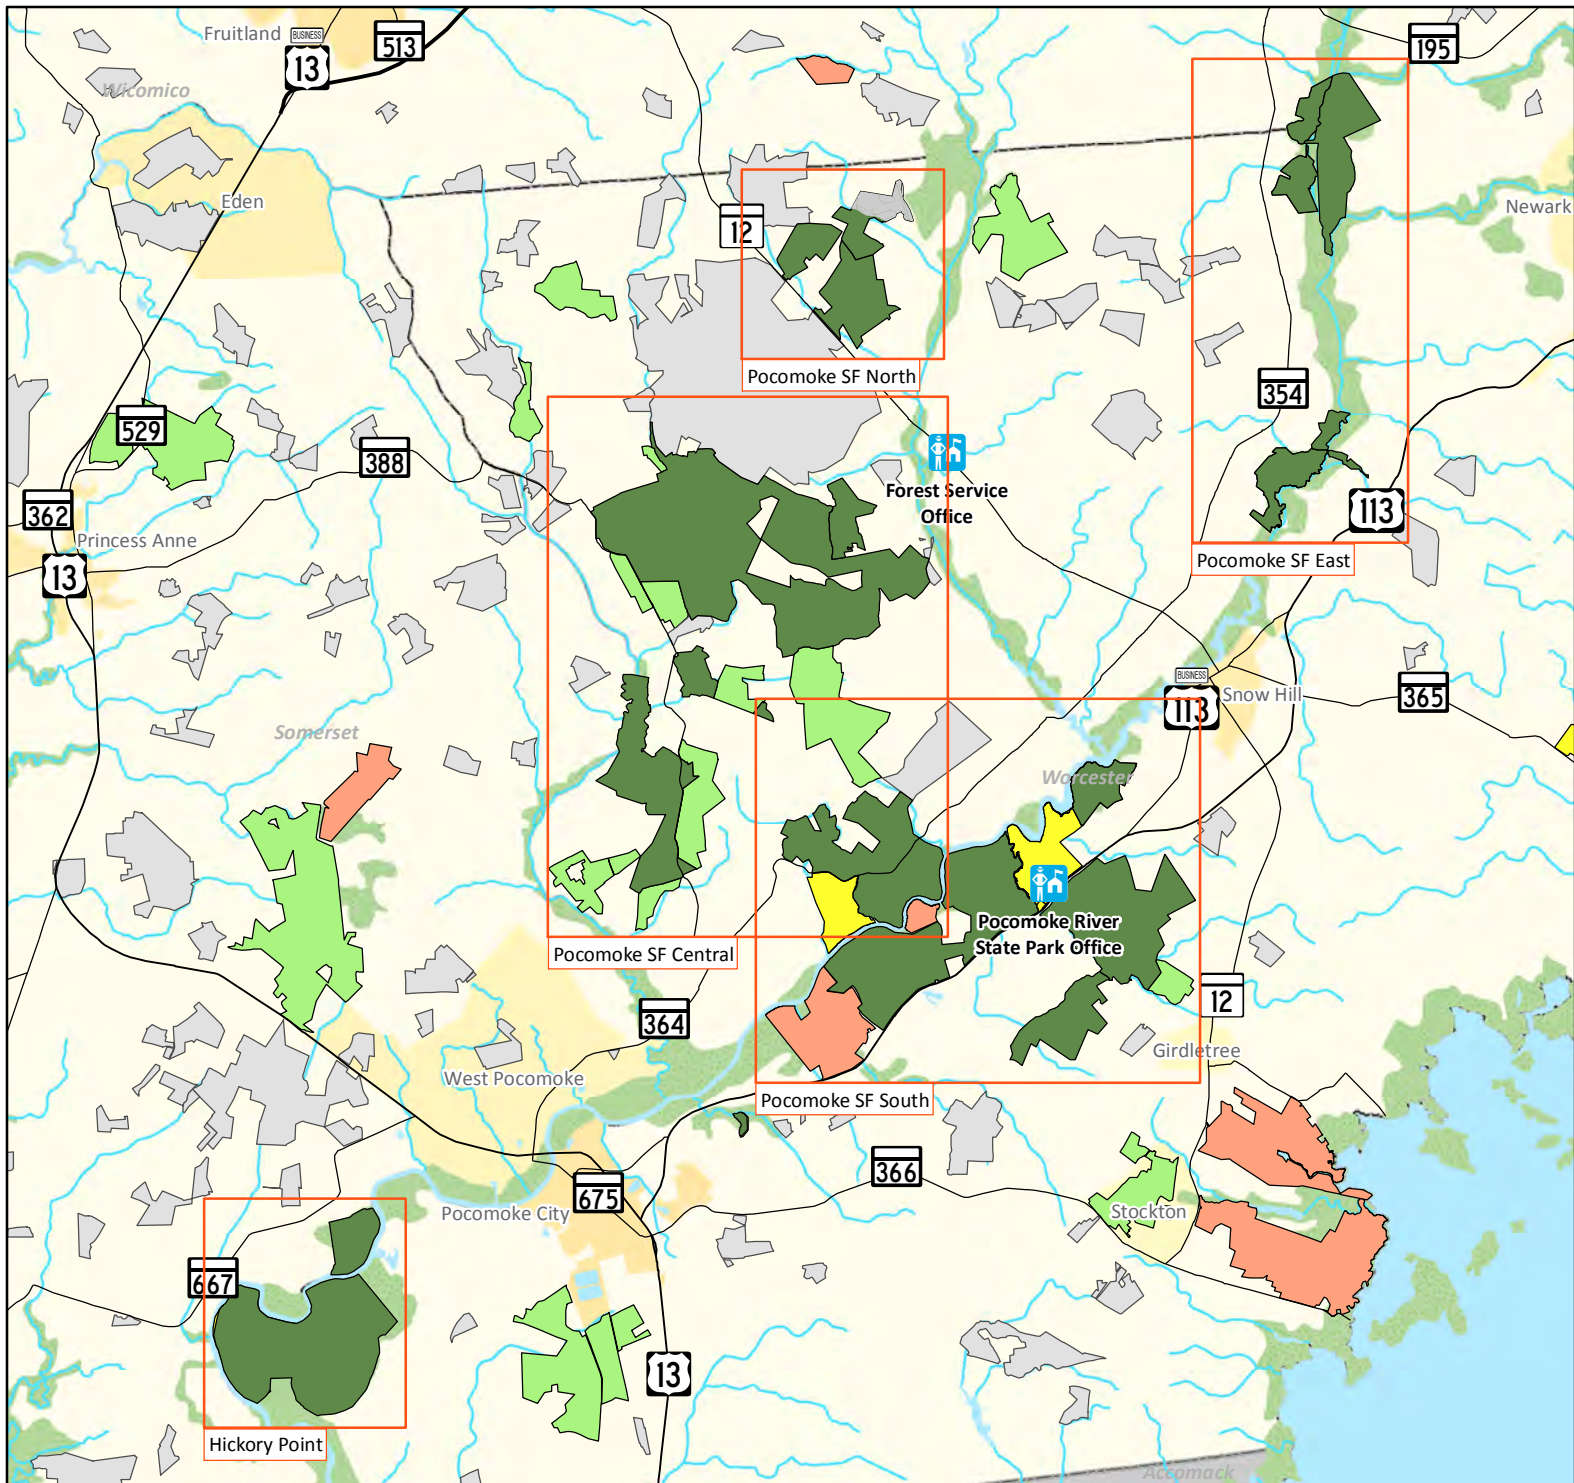 Fruitland
BUSINESS
13
513
195
Wicomico
Eden
12
Newark
Pocomoke SF North
354
529
388
Forest Service
Office
362
113
Princess Anne
13
Pocomoke SF East
BUSINESS
113
Snow Hill
365
Somerset
Worcester
Pocomoke River
State Park Office
Pocomoke SF Central
12
364
Girdletree
West Pocomoke
Pocomoke SF South
366
675
Pocomoke City
Stockton
667
13
Hickory Point
Accomack